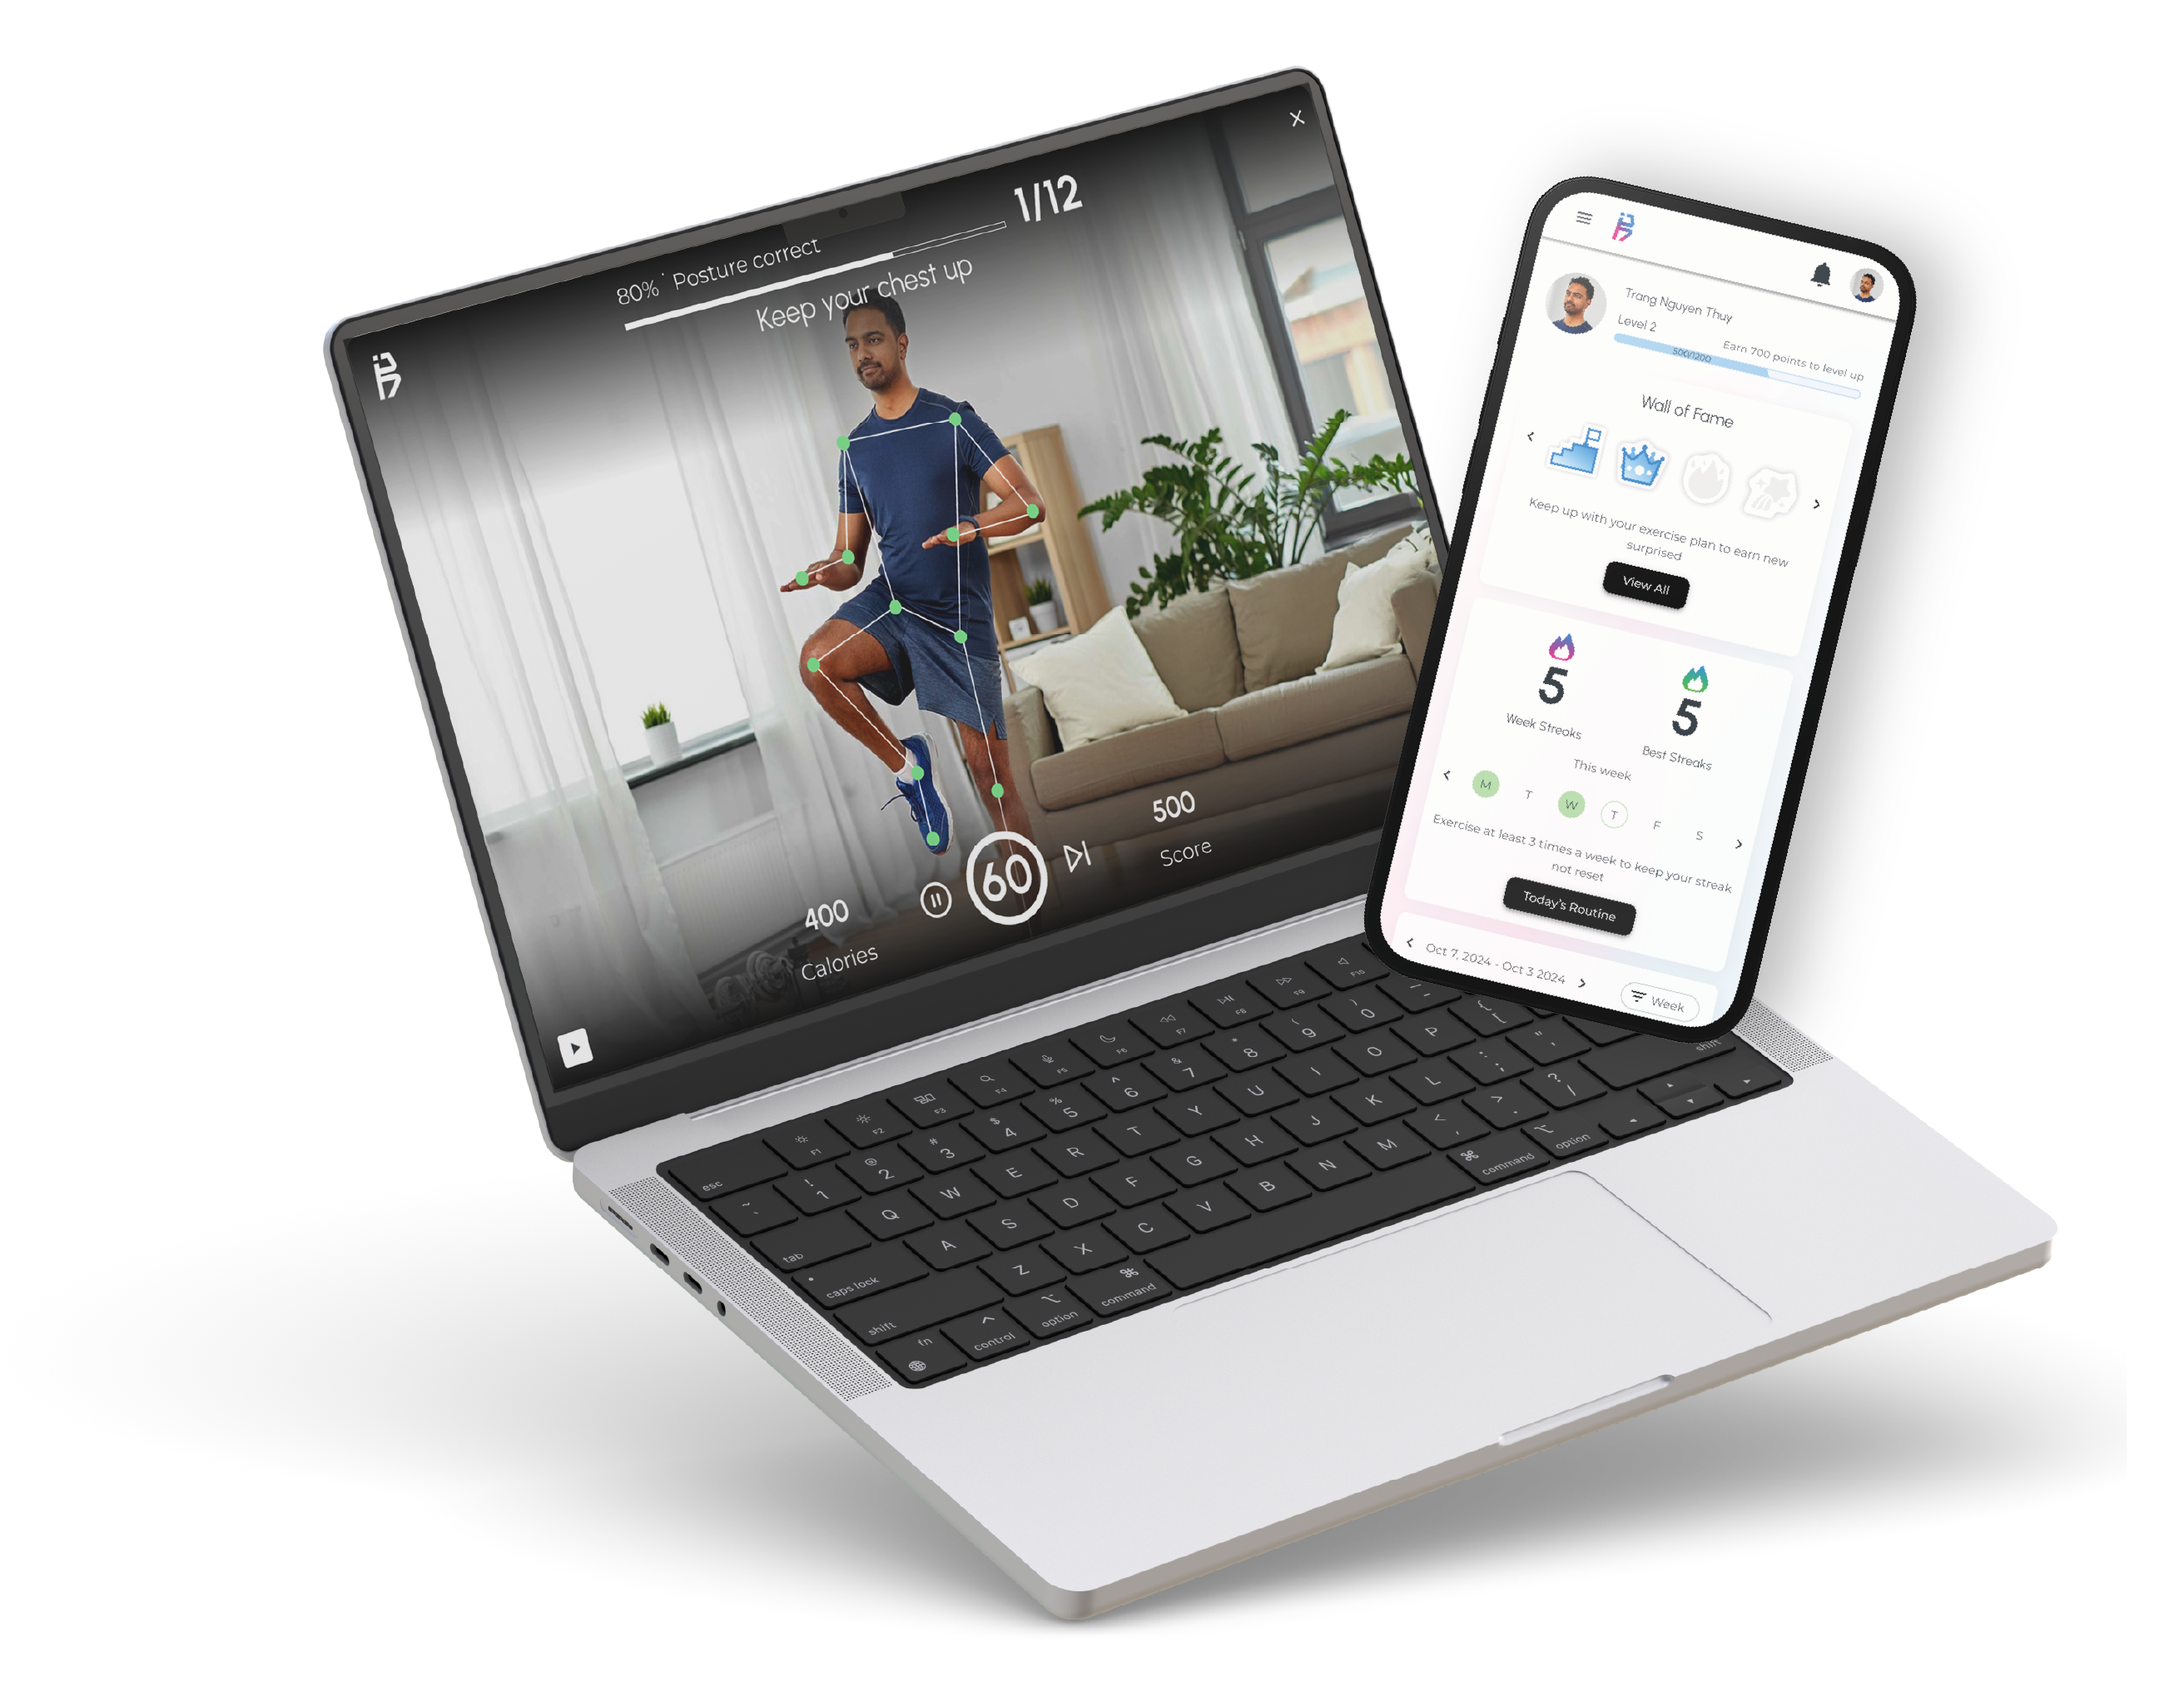 1/12
80% Posture correct
Keep your chest up
400
Calories
60
500
Score
Trang Nguyen Thuy
Level 2
Earn 700 points to level up
500/1200
Wall of Fame
Keep up with your exercise plan to earn new
surprised
View All
5
Week Streaks
5
Best Streaks
This week
M T W T F S
Exercise at least 3 times a week to keep your streak
not reset
Today's Routine
Oct 7, 2024 - Oct 3 2024
Week
esc F1 F2 F3 F4 F5 F6 F7 F8 F9 F10
~ ` ! 1 @ 2 # 3 $ 4 % 5 ^ 6 & 7 * 8 ( 9 ) 0 _ -
tab Q W E R T Y U I O P { [
caps lock A S D F G H J K L : ; " '
shift Z X C V B N M < , > . ? / shift
fn control option command command option